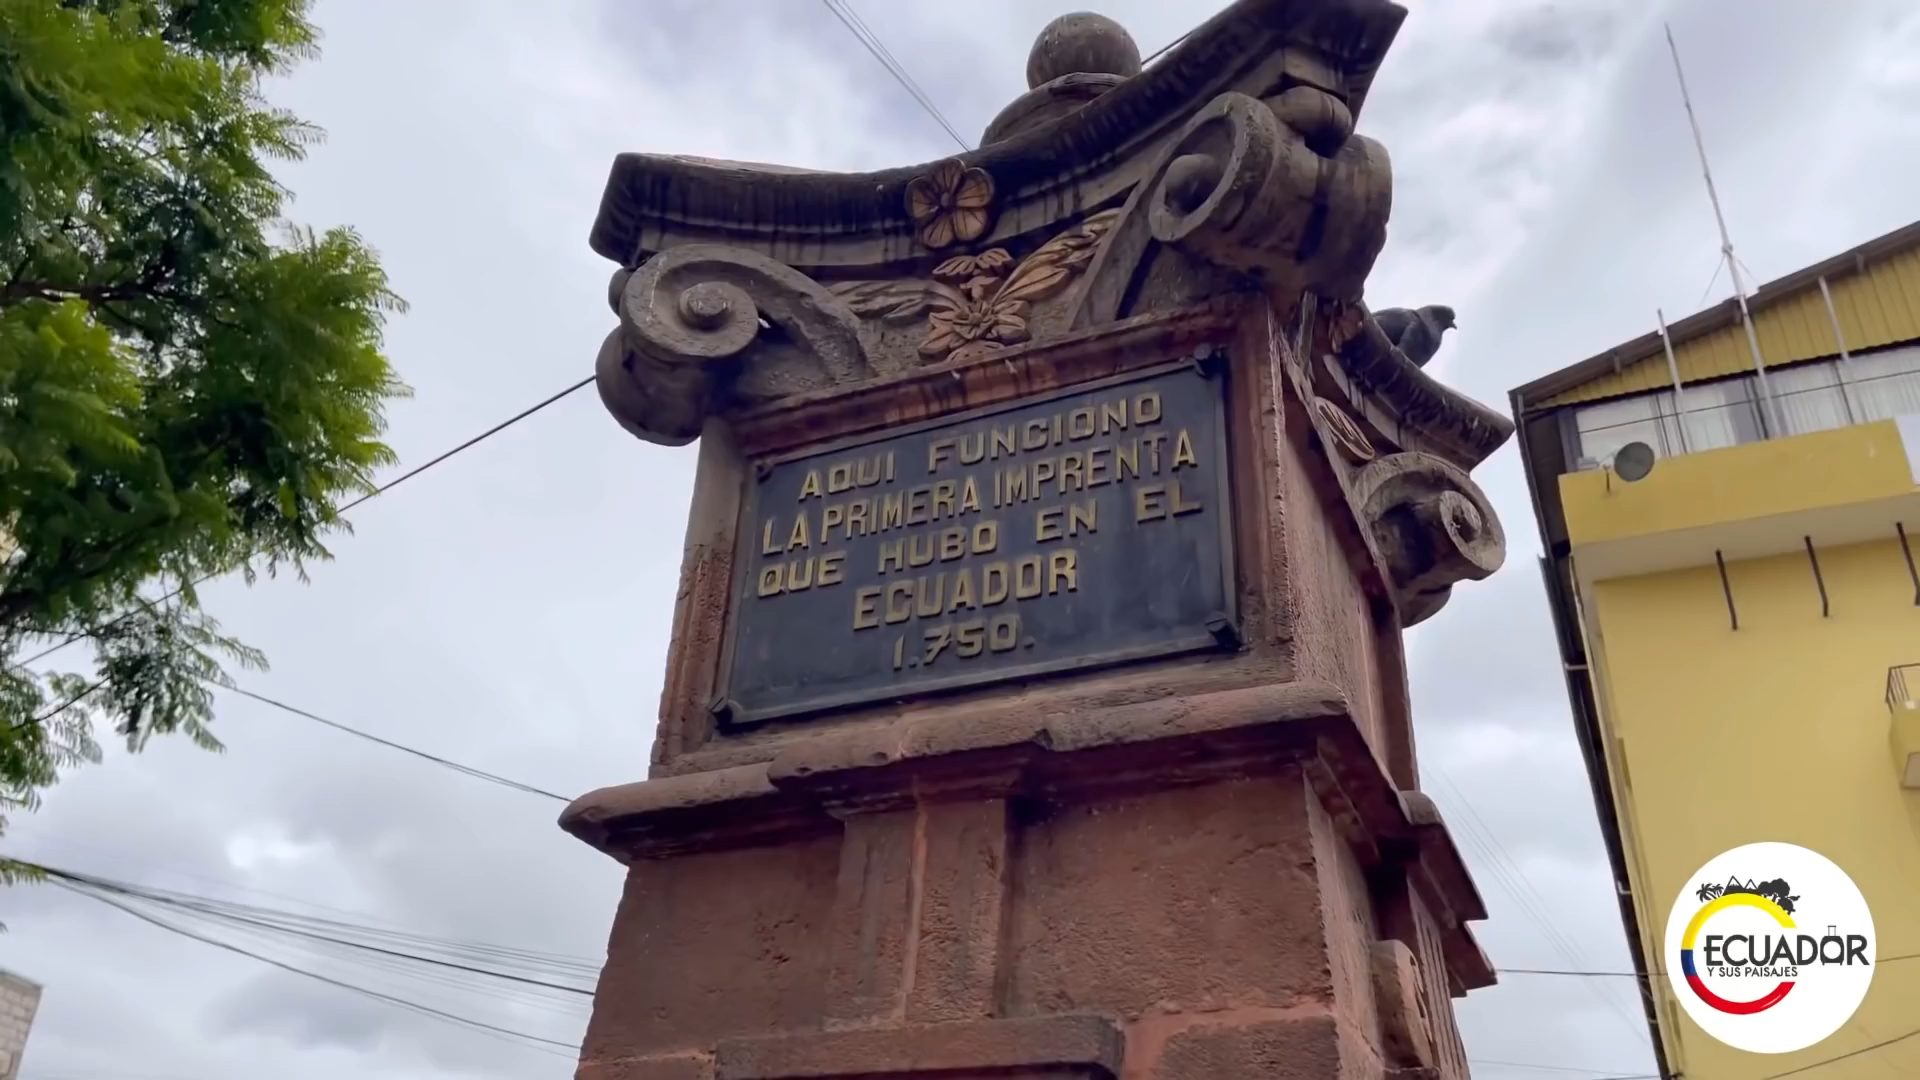 AQUI FUNCIONO
LA PRIMERA IMPRENTA
QUE HUBO EN EL
ECUADOR
1.750.
ECUADOR
Y SUS PAISAJES